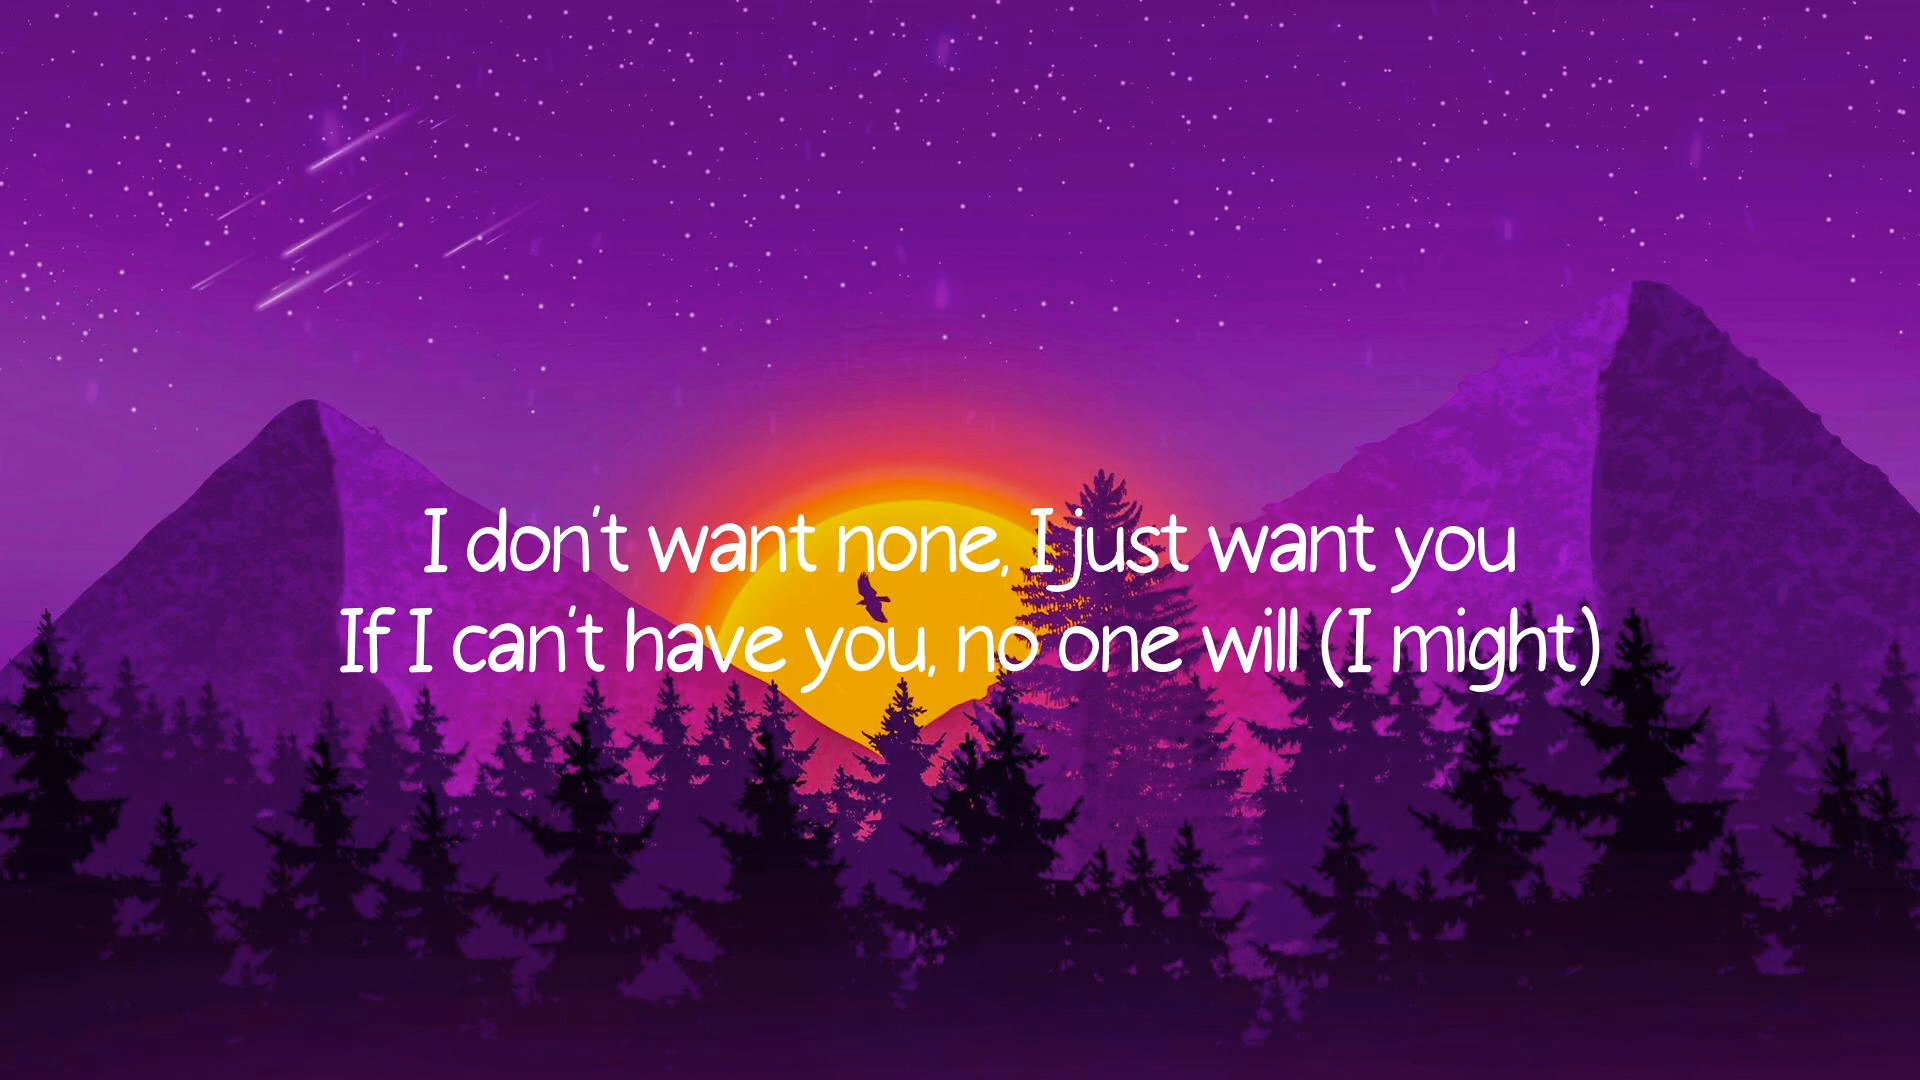 I don't want none, I just want you
If I can't have you, no one will (I might)